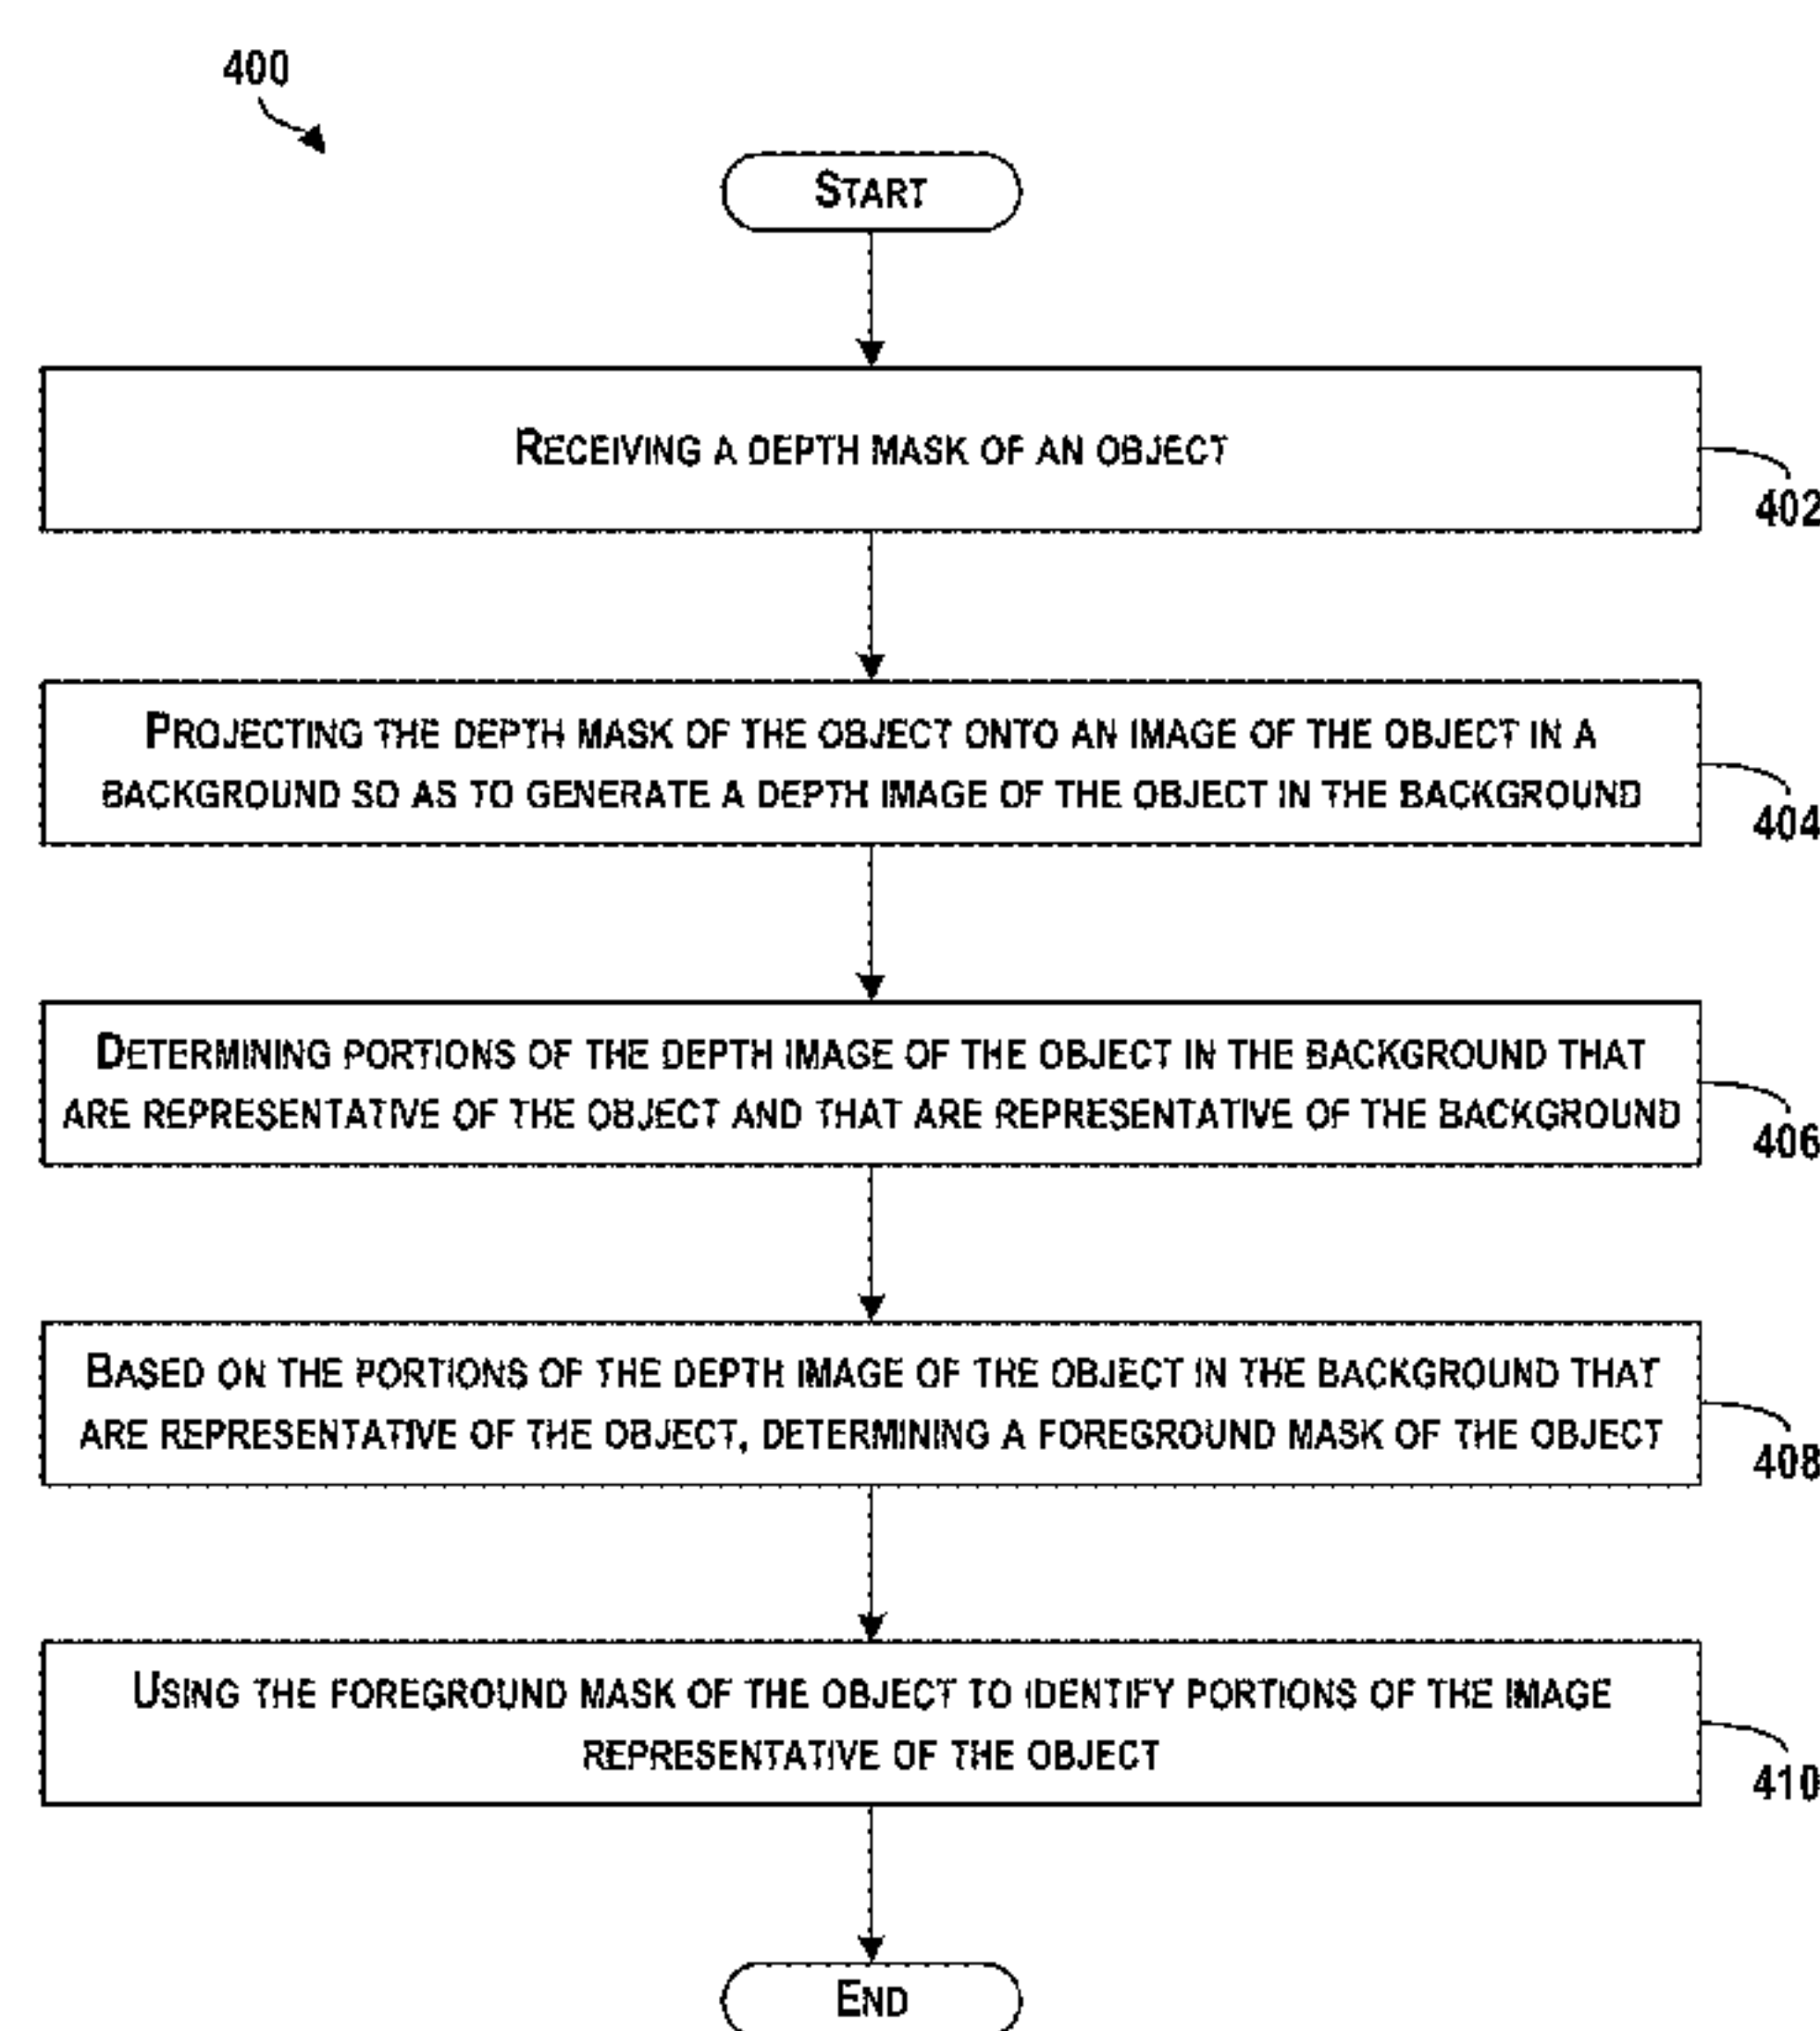 400
START
RECEIVING A DEPTH MASK OF AN OBJECT
402
PROJECTING THE DEPTH MASK OF THE OBJECT ONTO AN IMAGE OF THE OBJECT IN A
BACKGROUND SO AS TO GENERATE A DEPTH IMAGE OF THE OBJECT IN THE BACKGROUND
404
DETERMINING PORTIONS OF THE DEPTH IMAGE OF THE OBJECT IN THE BACKGROUND THAT
ARE REPRESENTATIVE OF THE OBJECT AND THAT ARE REPRESENTATIVE OF THE BACKGROUND
406
BASED ON THE PORTIONS OF THE DEPTH IMAGE OF THE OBJECT IN THE BACKGROUND THAT
ARE REPRESENTATIVE OF THE OBJECT, DETERMINING A FOREGROUND MASK OF THE OBJECT
408
USING THE FOREGROUND MASK OF THE OBJECT TO IDENTIFY PORTIONS OF THE IMAGE
REPRESENTATIVE OF THE OBJECT
410
END